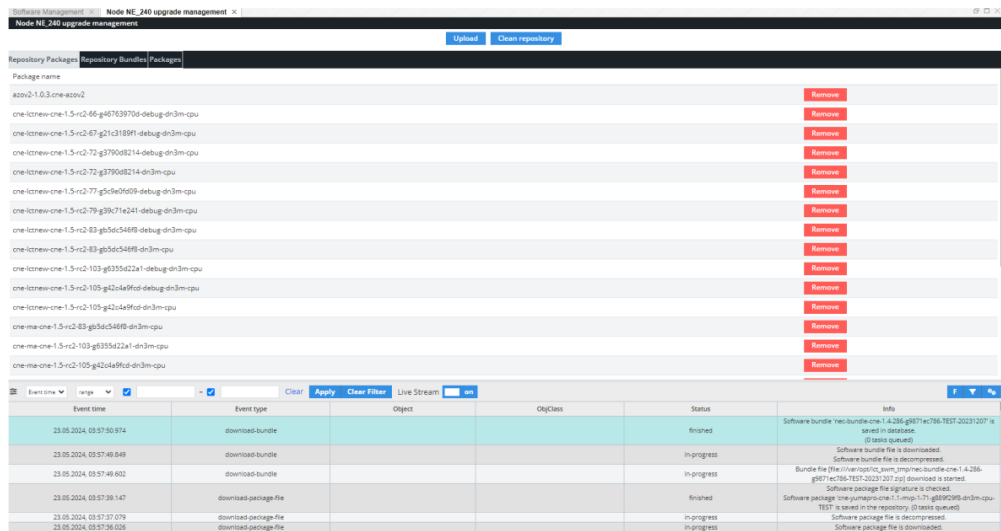 Software Management ×
Node NE_240 upgrade management ×
Node NE_240 upgrade management
Upload Clean repository
Repository Packages Repository Bundles Packages
Package name
azov2-1.0.3.cne-azov2 Remove
cne-lctnew-cne-1.5-rc2-66-g46763970d-debug-dn3m-cpu Remove
cne-lctnew-cne-1.5-rc2-67-g21c3189f1-debug-dn3m-cpu Remove
cne-lctnew-cne-1.5-rc2-72-g3790d8214-debug-dn3m-cpu Remove
cne-lctnew-cne-1.5-rc2-72-g3790d8214-dn3m-cpu Remove
cne-lctnew-cne-1.5-rc2-77-g5c9e0fd09-debug-dn3m-cpu Remove
cne-lctnew-cne-1.5-rc2-79-g39c71e241-debug-dn3m-cpu Remove
cne-lctnew-cne-1.5-rc2-83-gb5dc546f8-debug-dn3m-cpu Remove
cne-lctnew-cne-1.5-rc2-83-gb5dc546f8-dn3m-cpu Remove
cne-lctnew-cne-1.5-rc2-103-g6355d22a1-debug-dn3m-cpu Remove
cne-lctnew-cne-1.5-rc2-105-g42c4a9fcd-debug-dn3m-cpu Remove
cne-lctnew-cne-1.5-rc2-105-g42c4a9fcd-dn3m-cpu Remove
cne-ma-cne-1.5-rc2-83-gb5dc546f8-dn3m-cpu Remove
cne-ma-cne-1.5-rc2-103-g6355d22a1-dn3m-cpu Remove
cne-ma-cne-1.5-rc2-105-g42c4a9fcd-dn3m-cpu Remove
Event time range – Clear Apply Clear Filter Live Stream on F
Event time Event type Object ObjClass Status Info
23.05.2024, 03:57:50.974 download-bundle finished Software bundle 'nec-bundle-cne-1.4-286-g9871ec786-TEST-20231207' is
saved in database.
(0 tasks queued)
23.05.2024, 03:57:49.849 download-bundle in-progress Software bundle file is downloaded.
Software bundle file is decompressed.
23.05.2024, 03:57:49.602 download-bundle in-progress Bundle file [file:///var/opt/lct_swm_tmp/nec-bundle-cne-1.4-286-
g9871ec786-TEST-20231207.zip] download is started.
23.05.2024, 03:57:39.147 download-package-file finished Software package file signature is checked.
Software package 'cne-yumapro-cne-1.1-mvp-1-71-g889f29f8-dn3m-cpu-
TEST' is saved in the repository. (0 tasks queued)
23.05.2024, 03:57:37.079 download-package-file in-progress Software package file is decompressed.
23.05.2024, 03:57:36.026 download-package-file in-progress Software package file is downloaded.